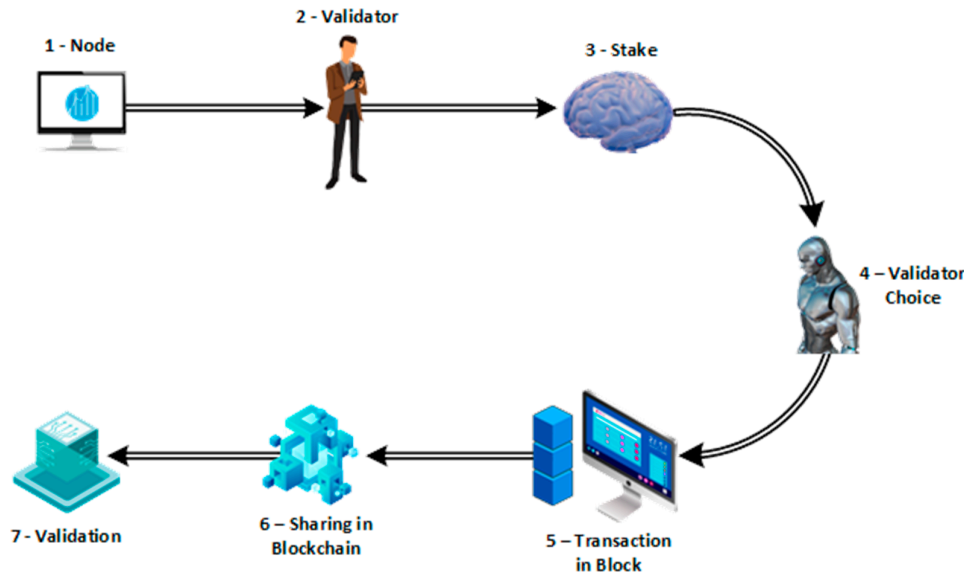 1 - Node
2 - Validator
3 - Stake
4 – Validator
Choice
5 – Transaction
in Block
6 – Sharing in
Blockchain
7 - Validation